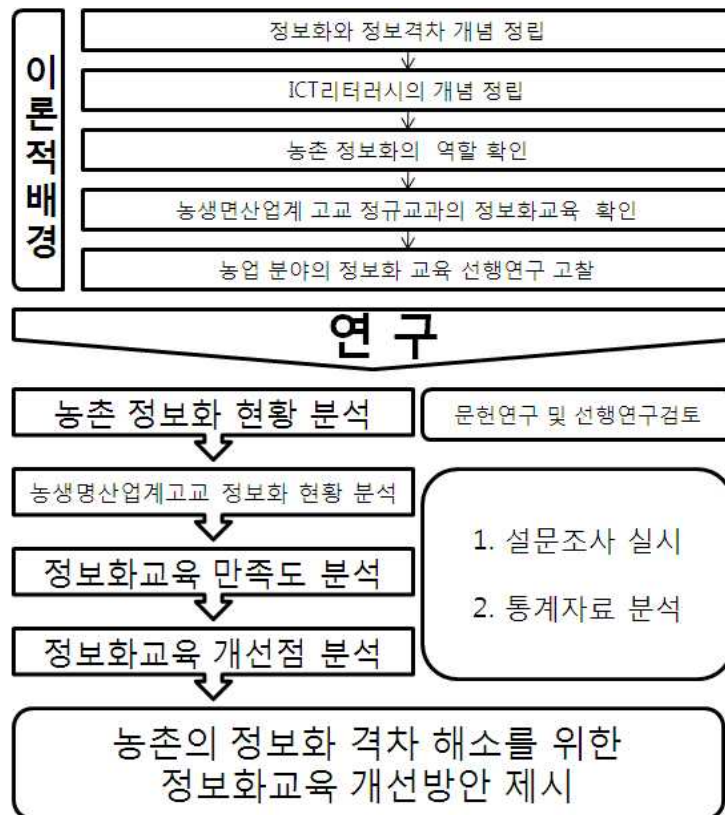 이론적배경
정보화와 정보격차 개념 정립
ICT리터러시의 개념 정립
농촌 정보화의 역할 확인
농생면산업계 고교 정규교과의 정보화교육 확인
농업 분야의 정보화 교육 선행연구 고찰
연 구
농촌 정보화 현황 분석
문헌연구 및 선행연구검토
농생명산업계고교 정보화 현황 분석
정보화교육 만족도 분석
정보화교육 개선점 분석
1. 설문조사 실시
2. 통계자료 분석
농촌의 정보화 격차 해소를 위한
정보화교육 개선방안 제시